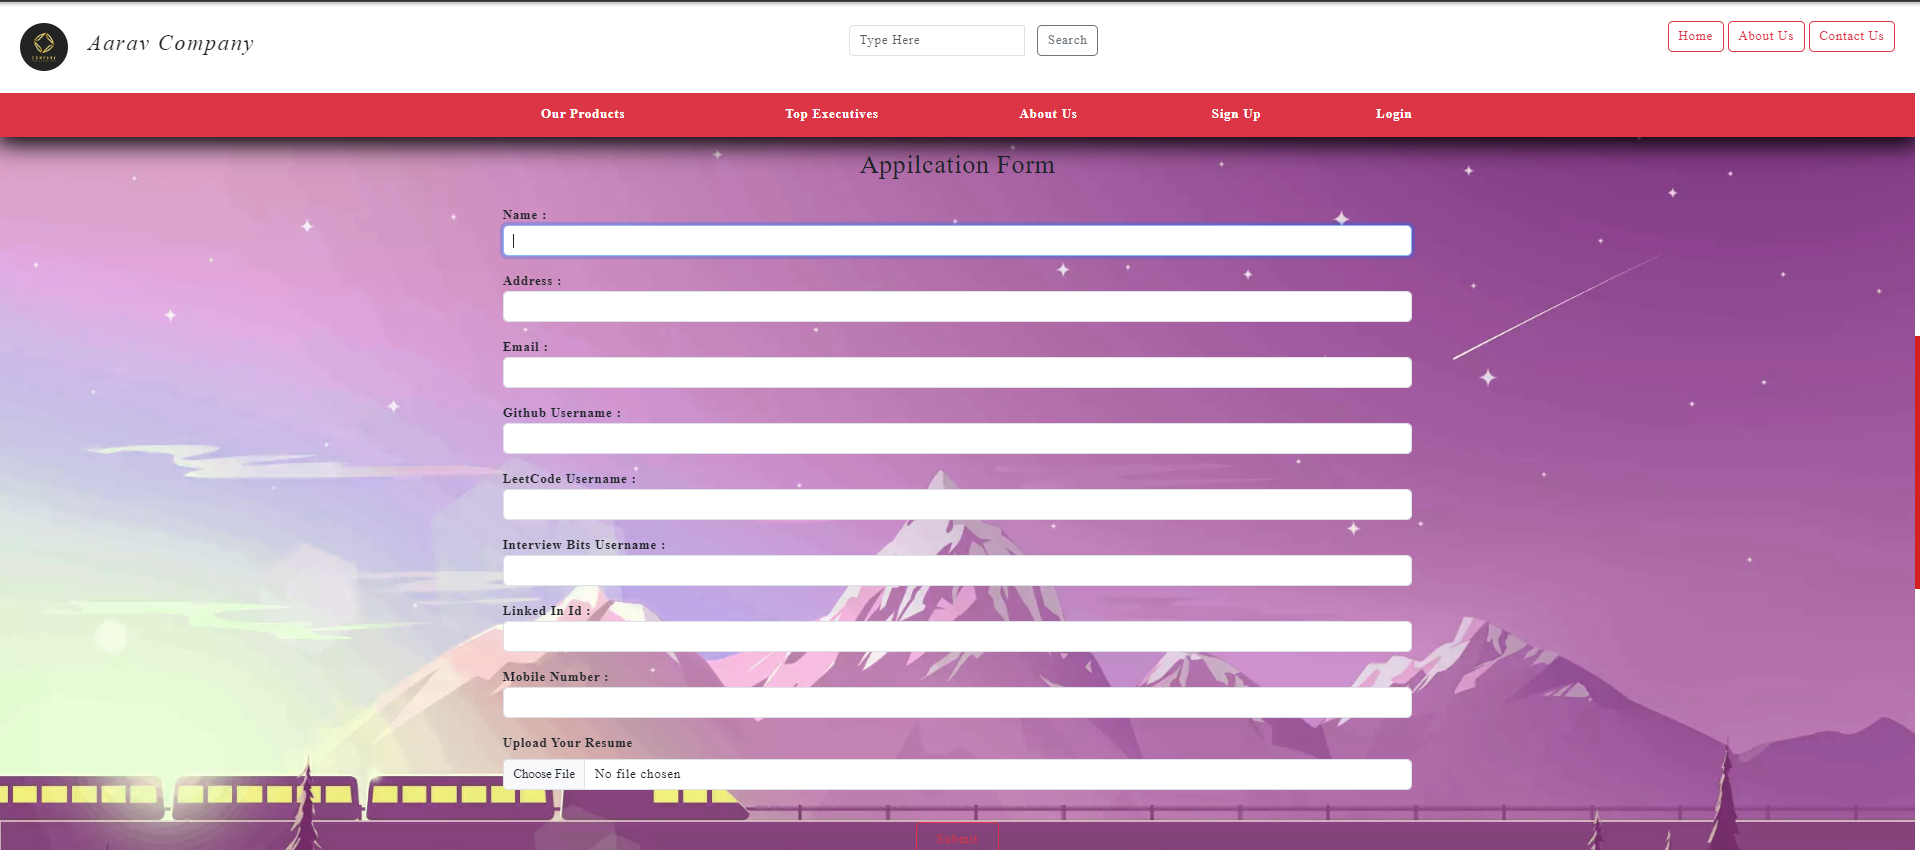 COMPANY
Aarav Company
Type Here
Search
Home
About Us
Contact Us
Our Products
Top Executives
About Us
Sign Up
Login
Appilcation Form
Name :
Address :
Email :
Github Username :
LeetCode Username :
Interview Bits Username :
Linked In Id :
Mobile Number :
Upload Your Resume
Choose File
No file chosen
Submit